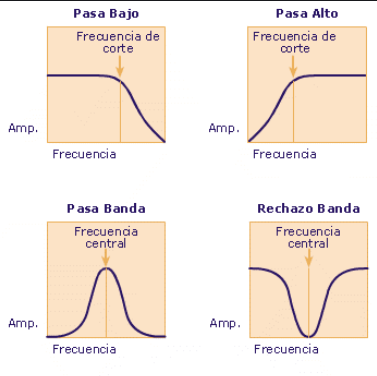 Pasa Bajo
Frecuencia de
corte
Amp.
Frecuencia
Pasa Alto
Frecuencia de
corte
Amp.
Frecuencia
Pasa Banda
Frecuencia
central
Amp.
Frecuencia
Rechazo Banda
Frecuencia
central
Amp.
Frecuencia